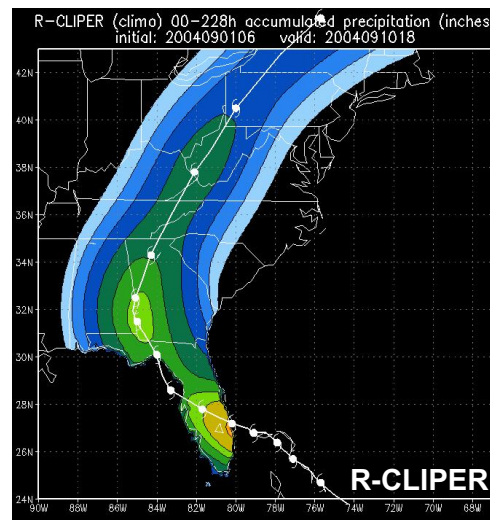 R-CLIPER (climo) 00-228h accumulated precipitation (inches
initial: 2004090106 valid: 2004091018
42N
40N
38N
36N
34N
32N
30N
28N
26N
24N
R-CLIPER
90W 88W 86W 84W 82W 80W 78W 76W 74W 72W 70W 68W